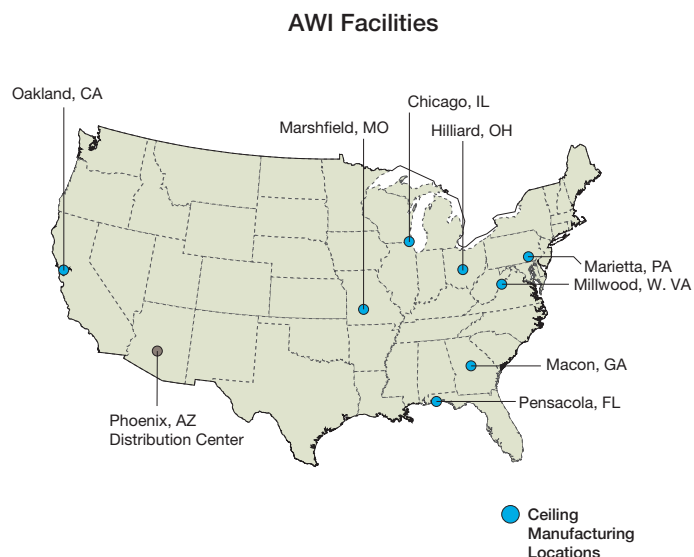 AWI Facilities
Oakland, CA
Chicago, IL
Marshfield, MO
Hilliard, OH
Marietta, PA
Millwood, W. VA
Macon, GA
Pensacola, FL
Phoenix, AZ
Distribution Center
Ceiling
Manufacturing
Locations